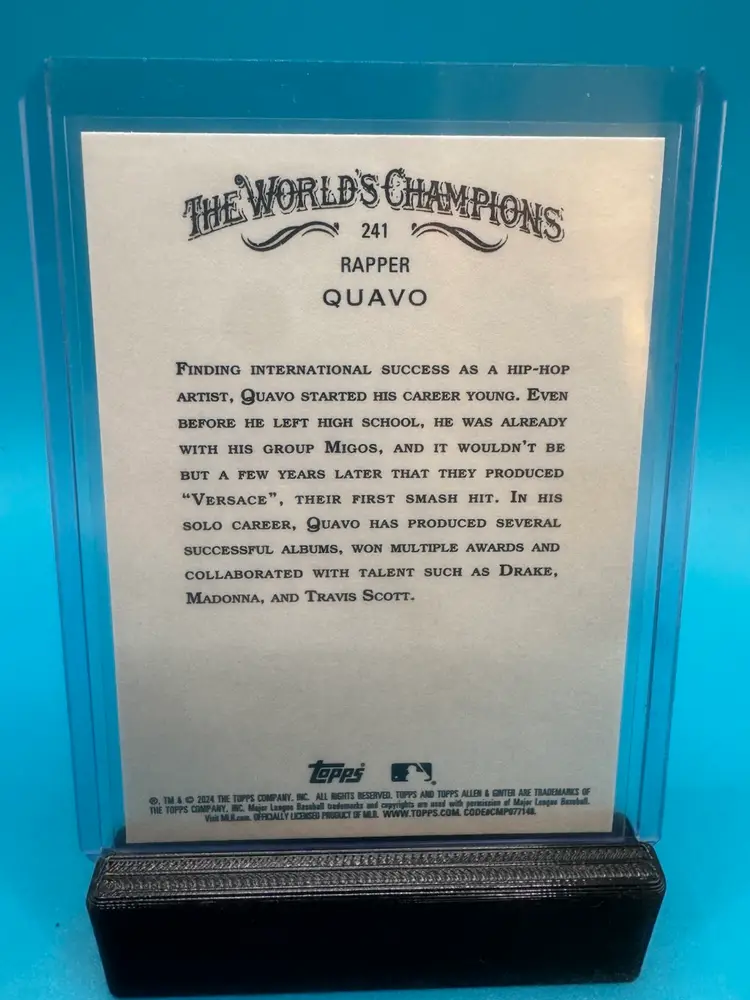 THE WORLD'S CHAMPIONS
241
RAPPER
QUAVO
FINDING INTERNATIONAL SUCCESS AS A HIP-HOP
ARTIST, QUAVO STARTED HIS CAREER YOUNG. EVEN
BEFORE HE LEFT HIGH SCHOOL, HE WAS ALREADY
WITH HIS GROUP MIGOS, AND IT WOULDN'T BE
BUT A FEW YEARS LATER THAT THEY PRODUCED
“VERSACE”, THEIR FIRST SMASH HIT. IN HIS
SOLO CAREER, QUAVO HAS PRODUCED SEVERAL
SUCCESSFUL ALBUMS, WON MULTIPLE AWARDS AND
COLLABORATED WITH TALENT SUCH AS DRAKE,
MADONNA, AND TRAVIS SCOTT.
Topps
®, TM & © 2024 THE TOPPS COMPANY, INC. ALL RIGHTS RESERVED. TOPPS AND TOPPS ALLEN & GINTER ARE TRADEMARKS OF
THE TOPPS COMPANY, INC. Major League Baseball trademarks and copyrights are used with permission of Major League Baseball.
Visit MLB.com. OFFICIALLY LICENSED PRODUCT OF MLB. WWW.TOPPS.COM. CODE#CMP077148.